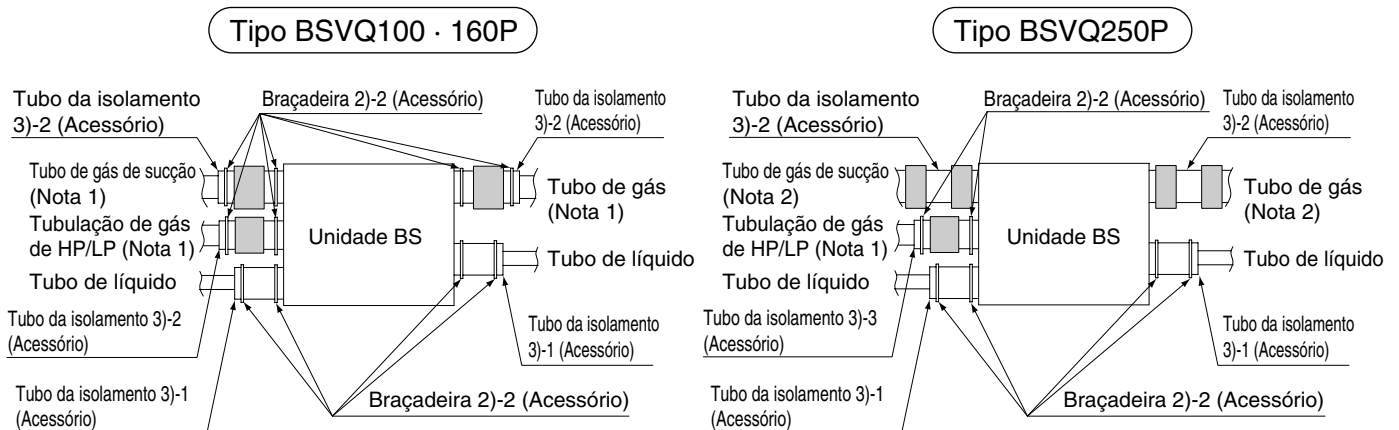 Tipo BSVQ100 · 160P
Tubo da isolamento
3)-2 (Acessório)
Braçadeira 2)-2 (Acessório)
Tubo da isolamento
3)-2 (Acessório)
Tubo de gás de sucção
(Nota 1)
Tubulação de gás
de HP/LP (Nota 1)
Tubo de líquido
Unidade BS
Tubo de gás
(Nota 1)
Tubo de líquido
Tubo da isolamento 3)-2
(Acessório)
Tubo da isolamento
3)-1 (Acessório)
Tubo da isolamento 3)-1
(Acessório)
Braçadeira 2)-2 (Acessório)
Tipo BSVQ250P
Tubo da isolamento
3)-2 (Acessório)
Braçadeira 2)-2 (Acessório)
Tubo da isolamento
3)-2 (Acessório)
Tubo de gás de sucção
(Nota 2)
Tubulação de gás
de HP/LP (Nota 1)
Tubo de líquido
Unidade BS
Tubo de gás
(Nota 2)
Tubo de líquido
Tubo da isolamento 3)-3
(Acessório)
Tubo da isolamento
3)-1 (Acessório)
Tubo da isolamento 3)-1
(Acessório)
Braçadeira 2)-2 (Acessório)